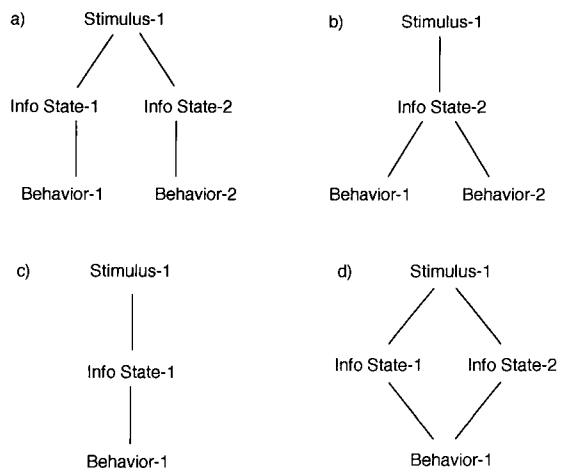 a) Stimulus-1
Info State-1 Info State-2
Behavior-1 Behavior-2
b) Stimulus-1
Info State-2
Behavior-1 Behavior-2
c) Stimulus-1
Info State-1
Behavior-1
d) Stimulus-1
Info State-1 Info State-2
Behavior-1